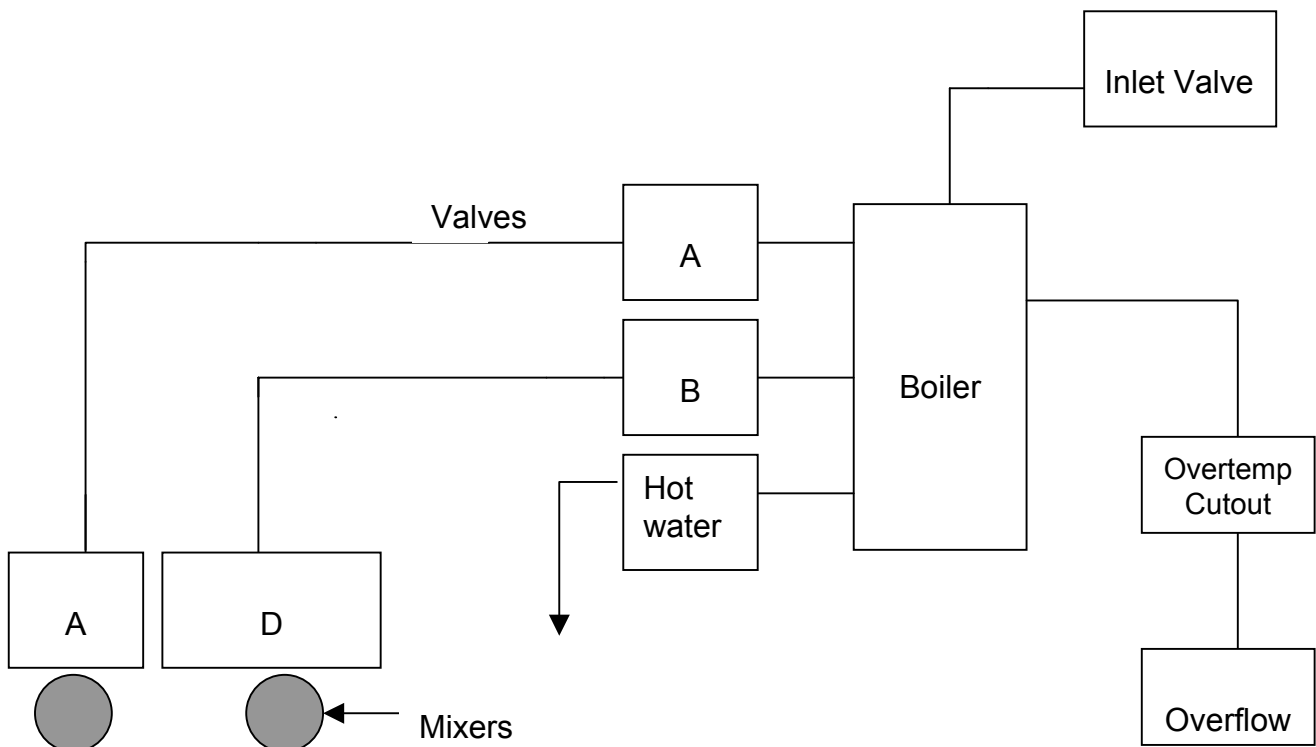 Inlet Valve
Valves
A
B
Boiler
Hot
water
Overtemp
Cutout
A
D
Mixers
Overflow